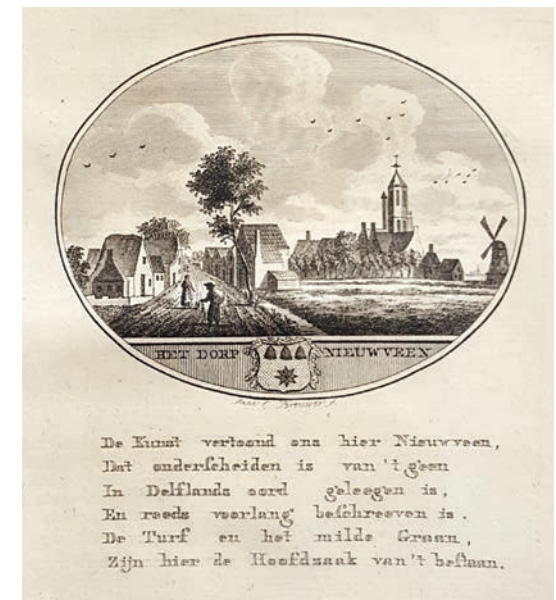 HET DORP NIEUWVEEN
De Kunst vertoond ons hier Nieuwveen,
Dat onderscheiden is van 't geen
In Delflands oord geleegen is,
En reeds voorlang beschreeven is.
De Turf en het milde Graan,
Zijn hier de Hoofdzaak van 't bestaan.